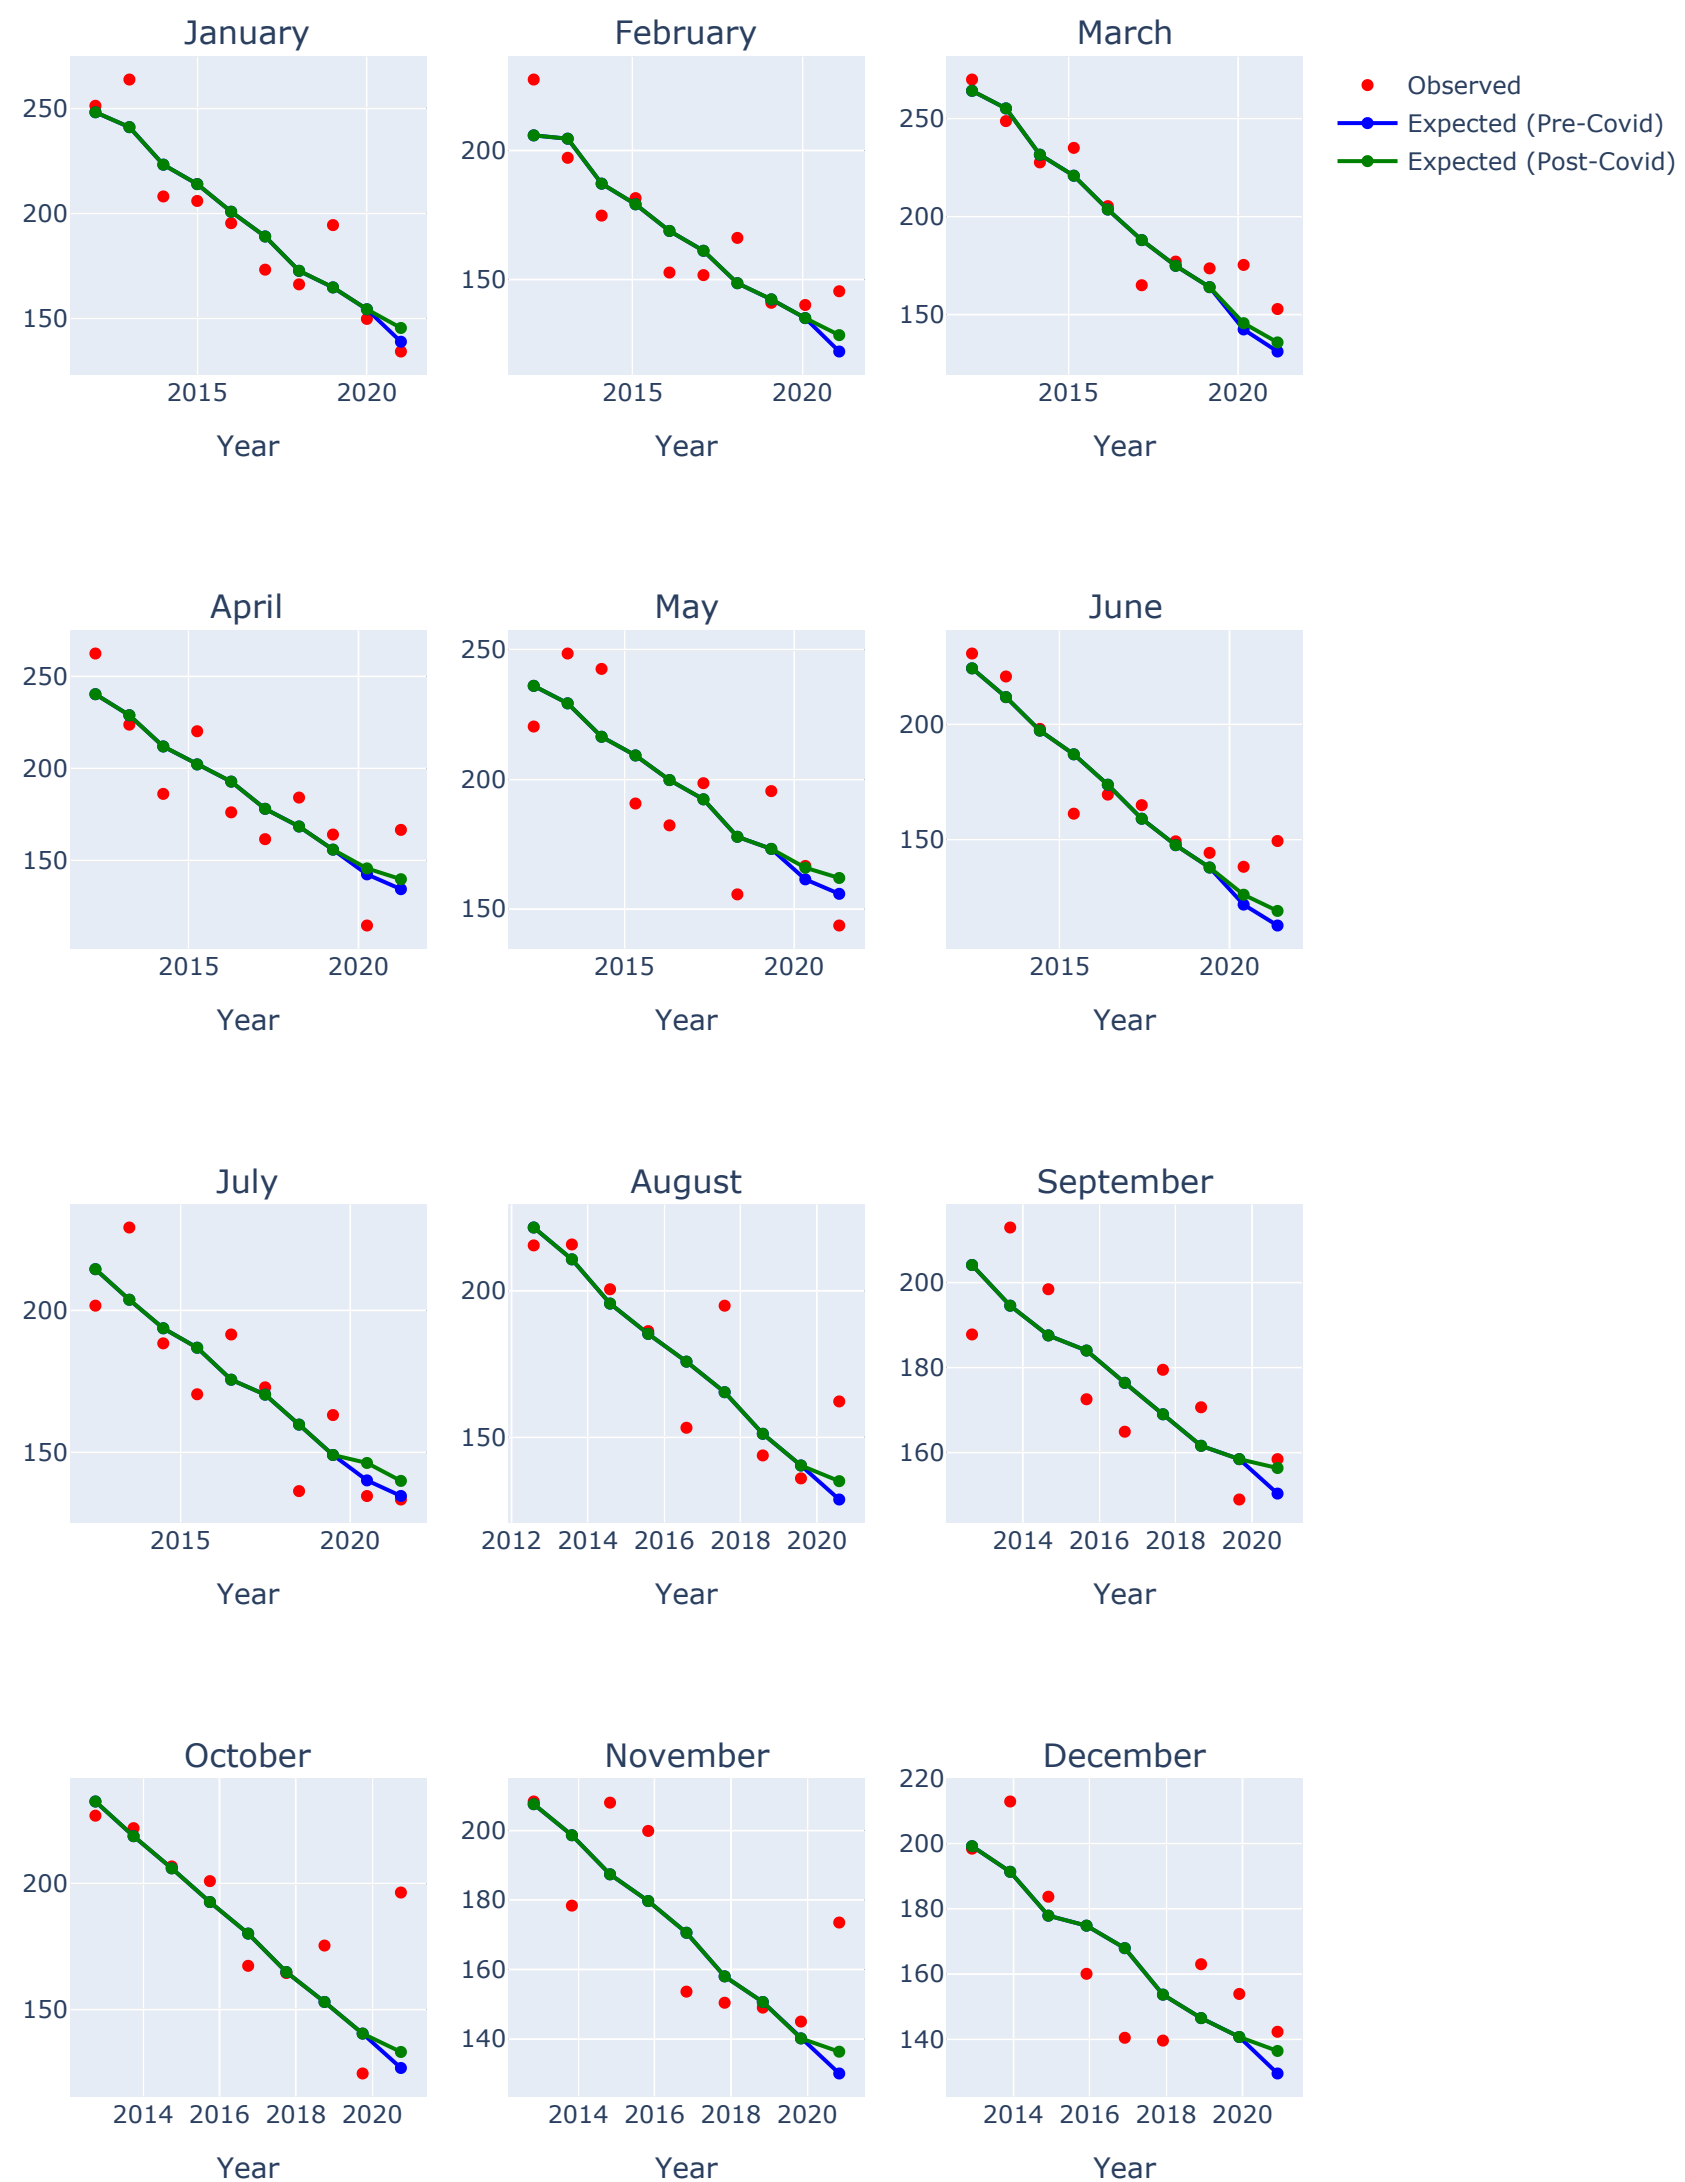 January
February
March
Observed
Expected (Pre-Covid)
Expected (Post-Covid)
250
200
150
2015
2020
Year
200
150
2015
2020
Year
250
200
150
2015
2020
Year
April
May
June
250
200
150
2015
2020
Year
250
200
150
2015
2020
Year
200
150
2015
2020
Year
July
August
September
200
150
2015
2020
Year
200
150
2012
2014
2016
2018
2020
Year
200
180
160
2014
2016
2018
2020
Year
October
November
December
200
150
2014
2016
2018
2020
Year
200
180
160
140
2014
2016
2018
2020
Year
220
200
180
160
140
2014
2016
2018
2020
Year